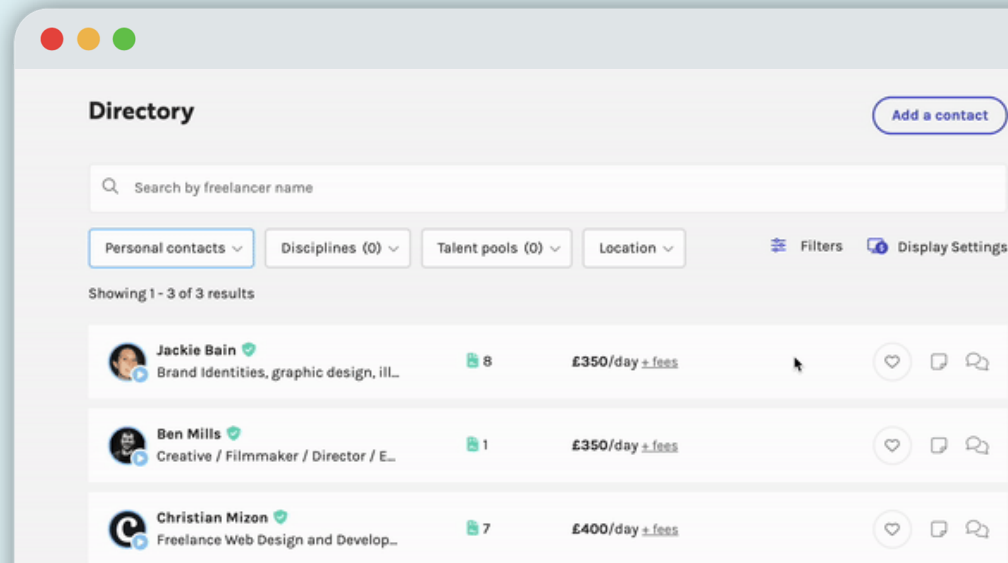 Directory
Add a contact
Search by freelancer name
Personal contacts Disciplines (0) Talent pools (0) Location Filters Display Settings
Showing 1 - 3 of 3 results
Jackie Bain
Brand Identities, graphic design, ill...
8 £350/day + fees
Ben Mills
Creative / Filmmaker / Director / E...
1 £350/day + fees
Christian Mizon
Freelance Web Design and Develop...
7 £400/day + fees